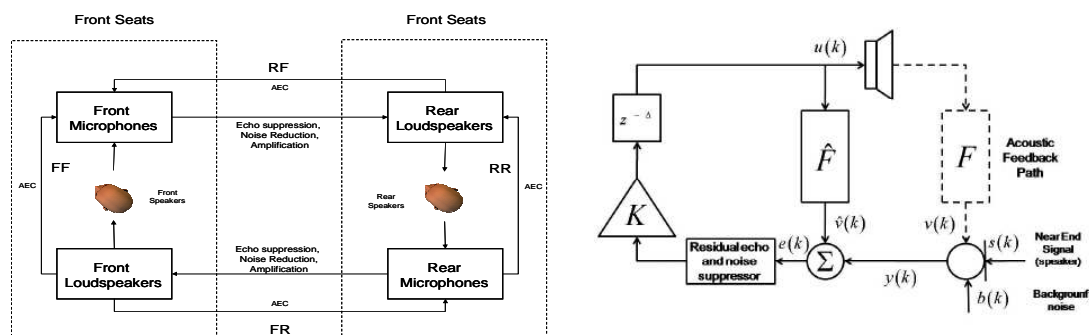 Front Seats
Front Seats
RF
AEC
Front
Microphones
Rear
Loudspeakers
Echo suppression,
Noise Reduction,
Amplification
FF
RR
AEC
AEC
Front
Speakers
Rear
Speakers
Echo suppression,
Noise Reduction,
Amplification
Front
Loudspeakers
Rear
Microphones
AEC
FR
u(k)
z^{-Δ}
F̂
F
Acoustic
Feedback
Path
K
v̂(k)
v(k)
Residual echo
and noise
suppressor
e(k)
Σ
y(k)
s(k)
Near End
Signal
(speaker)
b(k)
Backgrounf
noise